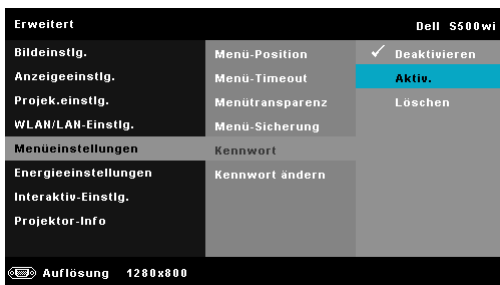 Erweitert
Dell S500wi
Bildeinstlg.
Anzeigeeinstlg.
Projek.einstlg.
WLAN/LAN-Einstlg.
Menüeinstellungen
Energieeinstellungen
Interaktiv-Einstlg.
Projektor-Info
Menü-Position
Menü-Timeout
Menütransparenz
Menü-Sicherung
Kennwort
Kennwort ändern
Deaktivieren
Aktiv.
Löschen
Auflösung 1280x800